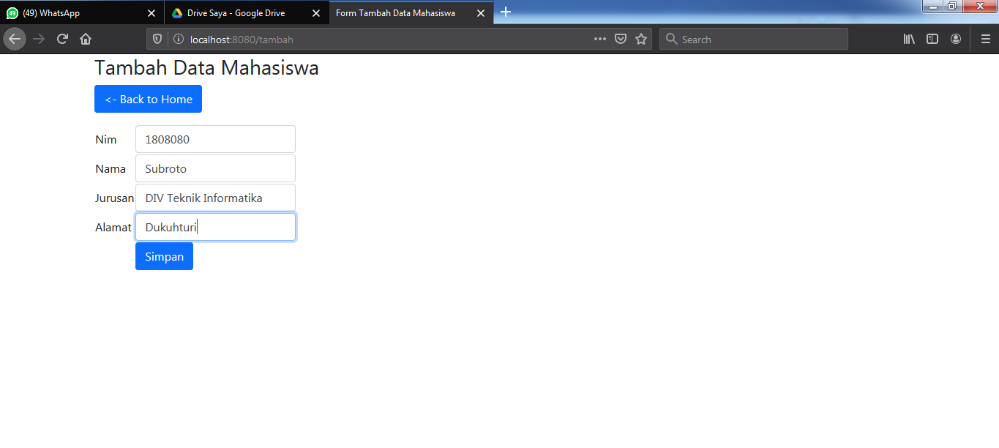 (49) WhatsApp
Drive Saya - Google Drive
Form Tambah Data Mahasiswa
localhost:8080/tambah
Search
Tambah Data Mahasiswa
<- Back to Home
Nim 1808080
Nama Subroto
Jurusan DIV Teknik Informatika
Alamat Dukuhturi
Simpan